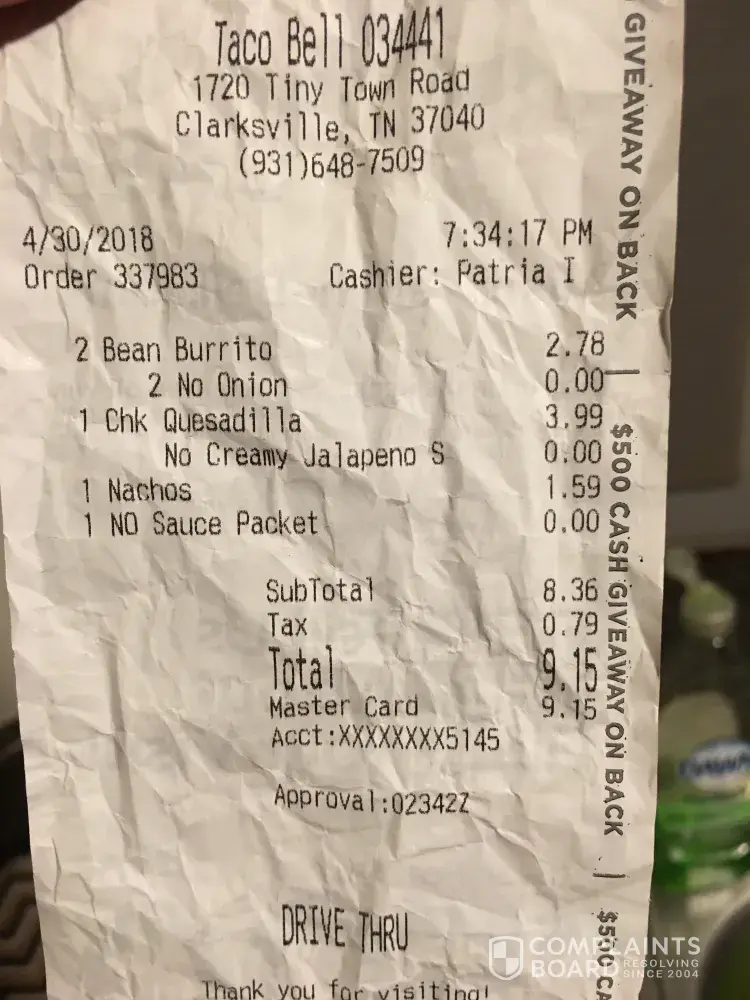 Taco Bell 034441
1720 Tiny Town Road
Clarksville, TN 37040
(931)648-7509
4/30/2018 7:34:17 PM
Order 337983 Cashier: Patria I
2 Bean Burrito 2.78
2 No Onion 0.00
1 Chk Quesadilla 3.99
No Creamy Jalapeno S 0.00
1 Nachos 1.59
1 NO Sauce Packet 0.00
SubTotal 8.36
Tax 0.79
Total 9.15
Master Card 9.15
Acct:XXXXXXXX5145
Approval:02342Z
DRIVE THRU
Thank you for visiting!
GIVEAWAY ON BACK
$500 CASH GIVEAWAY ON BACK
$500 CA
COMPLAINTS
BOARD RESOLVING
SINCE 2004